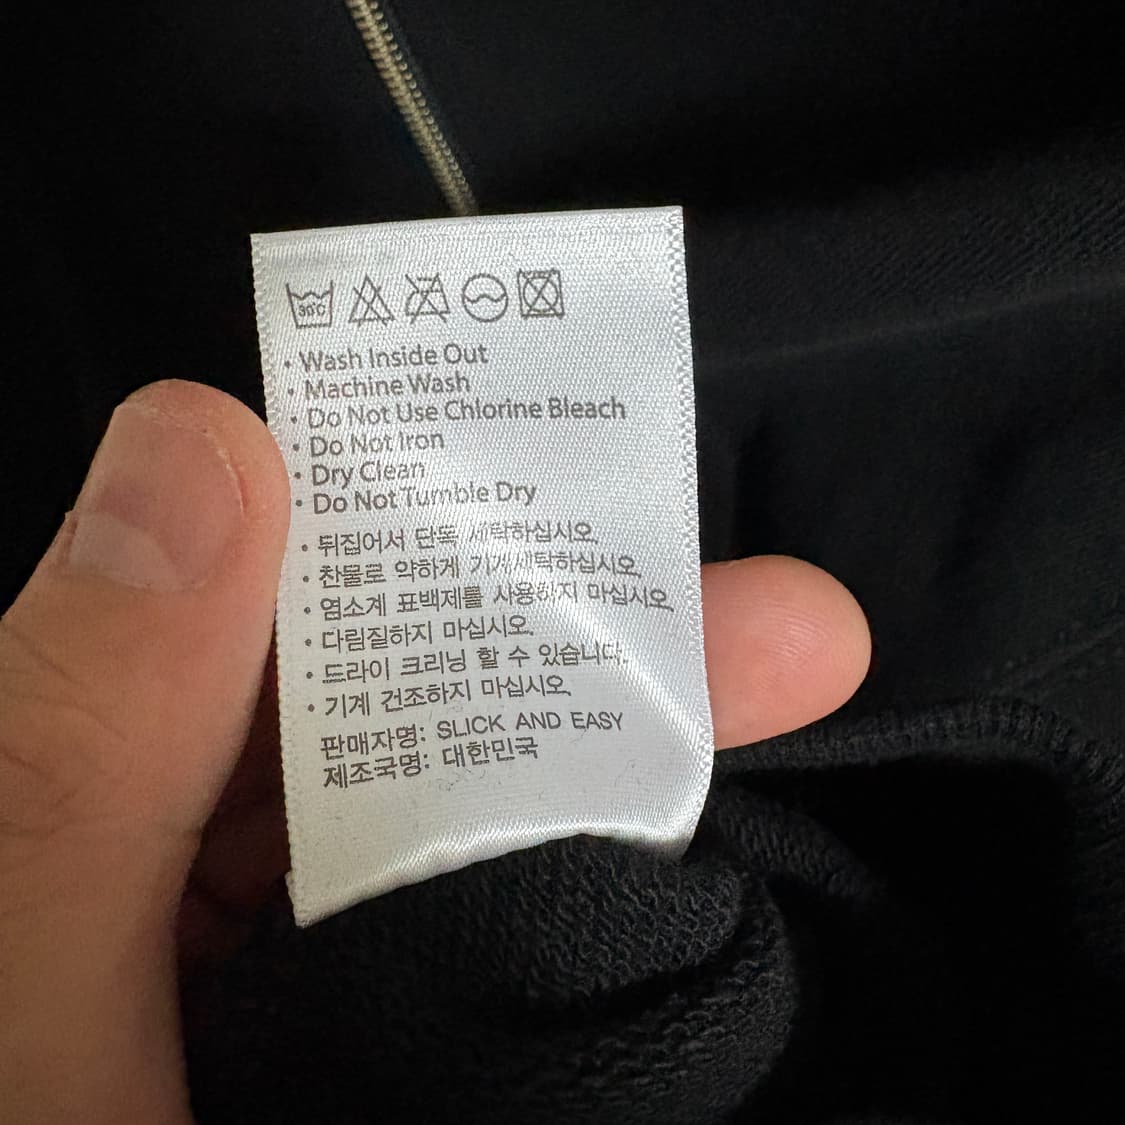 30°C
• Wash Inside Out
• Machine Wash
• Do Not Use Chlorine Bleach
• Do Not Iron
• Dry Clean
• Do Not Tumble Dry
• 뒤집어서 단독 세탁하십시오.
• 찬물로 약하게 기계세탁하십시오.
• 염소계 표백제를 사용하지 마십시오.
• 다림질하지 마십시오.
• 드라이 크리닝 할 수 있습니다.
• 기계 건조하지 마십시오.
판매자명: SLICK AND EASY
제조국명: 대한민국